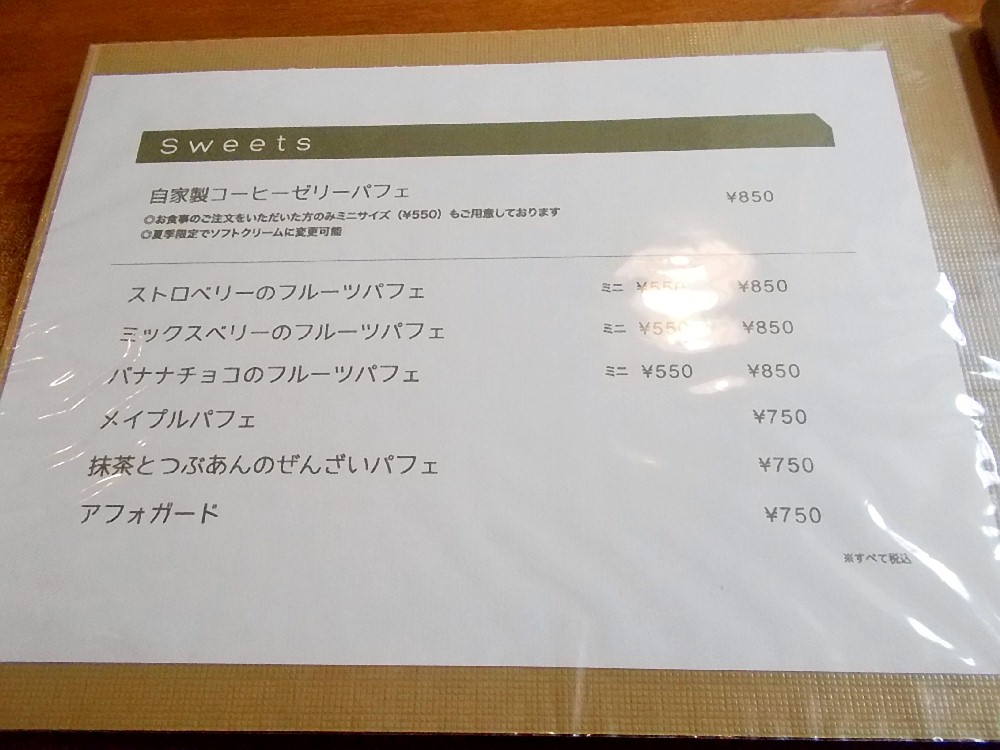 Sweets
自家製コーヒーゼリーパフェ ¥850
◎お食事のご注文をいただいた方のみミニサイズ（¥550）もご用意しております
◎夏季限定でソフトクリームに変更可能
ストロベリーのフルーツパフェ ミニ ¥550 ¥850
ミックスベリーのフルーツパフェ ミニ ¥550 ¥850
バナナチョコのフルーツパフェ ミニ ¥550 ¥850
メイプルパフェ ¥750
抹茶とつぶあんのぜんざいパフェ ¥750
アフォガード ¥750
※すべて税込